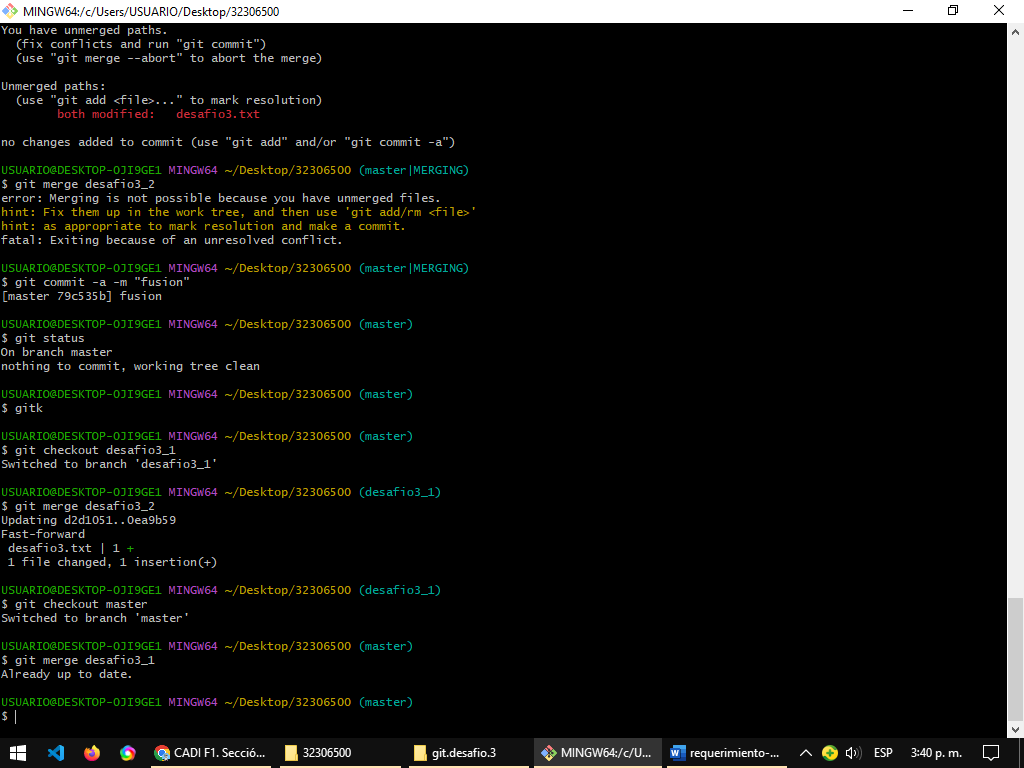 MINGW64:/c/Users/USUARIO/Desktop/32306500
You have unmerged paths.
  (fix conflicts and run "git commit")
  (use "git merge --abort" to abort the merge)

Unmerged paths:
  (use "git add <file>..." to mark resolution)
        both modified:   desafio3.txt

no changes added to commit (use "git add" and/or "git commit -a")

USUARIO@DESKTOP-OJI9GE1 MINGW64 ~/Desktop/32306500 (master|MERGING)
$ git merge desafio3_2
error: Merging is not possible because you have unmerged files.
hint: Fix them up in the work tree, and then use 'git add/rm <file>'
hint: as appropriate to mark resolution and make a commit.
fatal: Exiting because of an unresolved conflict.

USUARIO@DESKTOP-OJI9GE1 MINGW64 ~/Desktop/32306500 (master|MERGING)
$ git commit -a -m "fusion"
[master 79c535b] fusion

USUARIO@DESKTOP-OJI9GE1 MINGW64 ~/Desktop/32306500 (master)
$ git status
On branch master
nothing to commit, working tree clean

USUARIO@DESKTOP-OJI9GE1 MINGW64 ~/Desktop/32306500 (master)
$ gitk

USUARIO@DESKTOP-OJI9GE1 MINGW64 ~/Desktop/32306500 (master)
$ git checkout desafio3_1
Switched to branch 'desafio3_1'

USUARIO@DESKTOP-OJI9GE1 MINGW64 ~/Desktop/32306500 (desafio3_1)
$ git merge desafio3_2
Updating d2d1051..0ea9b59
Fast-forward
 desafio3.txt | 1 +
 1 file changed, 1 insertion(+)

USUARIO@DESKTOP-OJI9GE1 MINGW64 ~/Desktop/32306500 (desafio3_1)
$ git checkout master
Switched to branch 'master'

USUARIO@DESKTOP-OJI9GE1 MINGW64 ~/Desktop/32306500 (master)
$ git merge desafio3_1
Already up to date.

USUARIO@DESKTOP-OJI9GE1 MINGW64 ~/Desktop/32306500 (master)
$
CADI F1. Secció... 32306500 git.desafio.3 MINGW64:/c/U... requerimiento-... ESP 3:40 p. m.